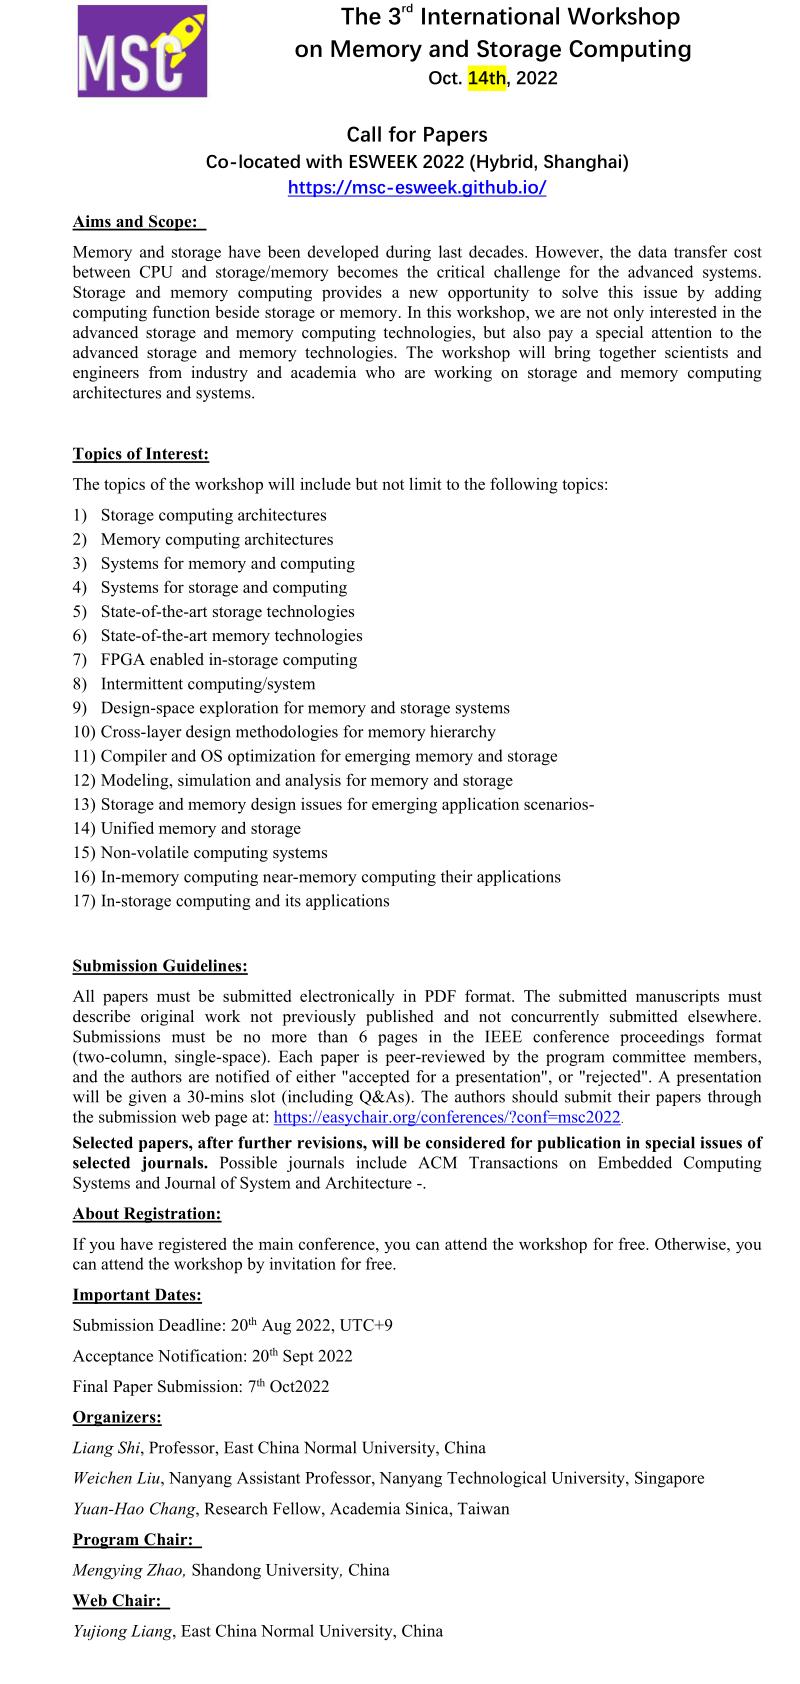 MSC
The 3rd International Workshop
on Memory and Storage Computing
Oct. 14th, 2022
Call for Papers
Co-located with ESWEEK 2022 (Hybrid, Shanghai)
https://msc-esweek.github.io/
Aims and Scope:
Memory and storage have been developed during last decades. However, the data transfer cost
between CPU and storage/memory becomes the critical challenge for the advanced systems.
Storage and memory computing provides a new opportunity to solve this issue by adding
computing function beside storage or memory. In this workshop, we are not only interested in the
advanced storage and memory computing technologies, but also pay a special attention to the
advanced storage and memory technologies. The workshop will bring together scientists and
engineers from industry and academia who are working on storage and memory computing
architectures and systems.
Topics of Interest:
The topics of the workshop will include but not limit to the following topics:
1) Storage computing architectures
2) Memory computing architectures
3) Systems for memory and computing
4) Systems for storage and computing
5) State-of-the-art storage technologies
6) State-of-the-art memory technologies
7) FPGA enabled in-storage computing
8) Intermittent computing/system
9) Design-space exploration for memory and storage systems
10) Cross-layer design methodologies for memory hierarchy
11) Compiler and OS optimization for emerging memory and storage
12) Modeling, simulation and analysis for memory and storage
13) Storage and memory design issues for emerging application scenarios-
14) Unified memory and storage
15) Non-volatile computing systems
16) In-memory computing near-memory computing their applications
17) In-storage computing and its applications
Submission Guidelines:
All papers must be submitted electronically in PDF format. The submitted manuscripts must
describe original work not previously published and not concurrently submitted elsewhere.
Submissions must be no more than 6 pages in the IEEE conference proceedings format
(two-column, single-space). Each paper is peer-reviewed by the program committee members,
and the authors are notified of either "accepted for a presentation", or "rejected". A presentation
will be given a 30-mins slot (including Q&As). The authors should submit their papers through
the submission web page at: https://easychair.org/conferences/?conf=msc2022.
Selected papers, after further revisions, will be considered for publication in special issues of
selected journals. Possible journals include ACM Transactions on Embedded Computing
Systems and Journal of System and Architecture -.
About Registration:
If you have registered the main conference, you can attend the workshop for free. Otherwise, you
can attend the workshop by invitation for free.
Important Dates:
Submission Deadline: 20th Aug 2022, UTC+9
Acceptance Notification: 20th Sept 2022
Final Paper Submission: 7th Oct2022
Organizers:
Liang Shi, Professor, East China Normal University, China
Weichen Liu, Nanyang Assistant Professor, Nanyang Technological University, Singapore
Yuan-Hao Chang, Research Fellow, Academia Sinica, Taiwan
Program Chair:
Mengying Zhao, Shandong University, China
Web Chair:
Yujiong Liang, East China Normal University, China